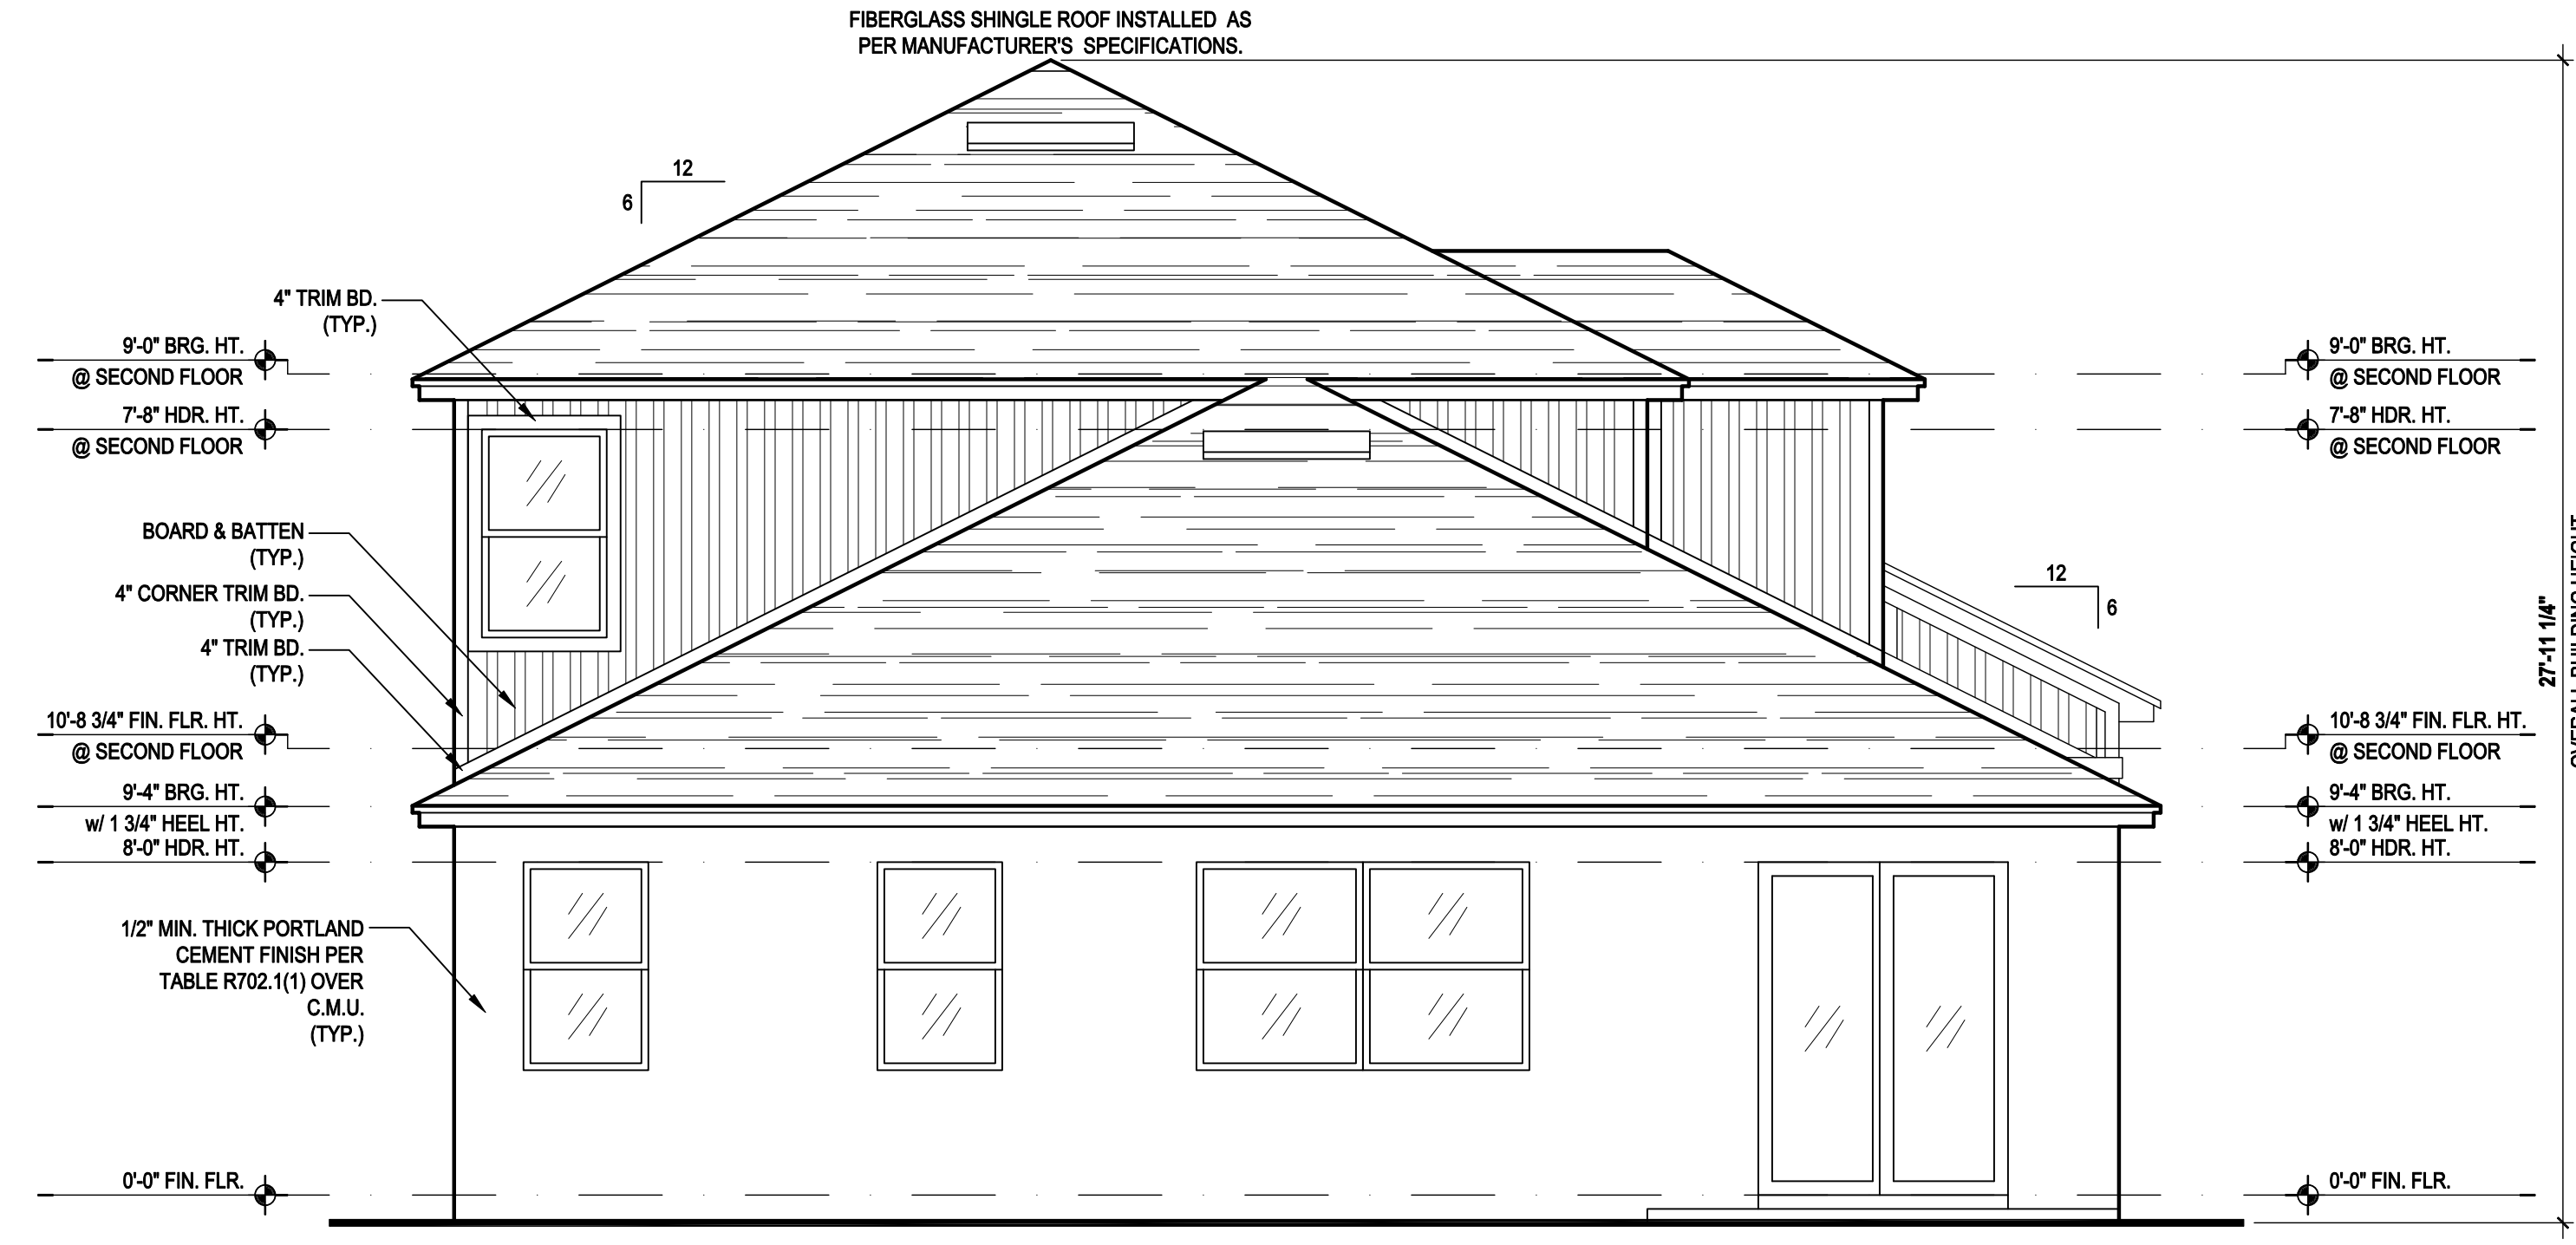 FIBERGLASS SHINGLE ROOF INSTALLED AS
PER MANUFACTURER'S SPECIFICATIONS.
12
6
4" TRIM BD.
(TYP.)
9'-0" BRG. HT.
@ SECOND FLOOR
7'-8" HDR. HT.
@ SECOND FLOOR
BOARD & BATTEN
(TYP.)
4" CORNER TRIM BD.
(TYP.)
4" TRIM BD.
(TYP.)
10'-8 3/4" FIN. FLR. HT.
@ SECOND FLOOR
9'-4" BRG. HT.
w/ 1 3/4" HEEL HT.
8'-0" HDR. HT.
1/2" MIN. THICK PORTLAND
CEMENT FINISH PER
TABLE R702.1(1) OVER
C.M.U.
(TYP.)
0'-0" FIN. FLR.
9'-0" BRG. HT.
@ SECOND FLOOR
7'-8" HDR. HT.
@ SECOND FLOOR
12
6
10'-8 3/4" FIN. FLR. HT.
@ SECOND FLOOR
9'-4" BRG. HT.
w/ 1 3/4" HEEL HT.
8'-0" HDR. HT.
0'-0" FIN. FLR.
27'-11 1/4"
OVERALL BUILDING HEIGHT